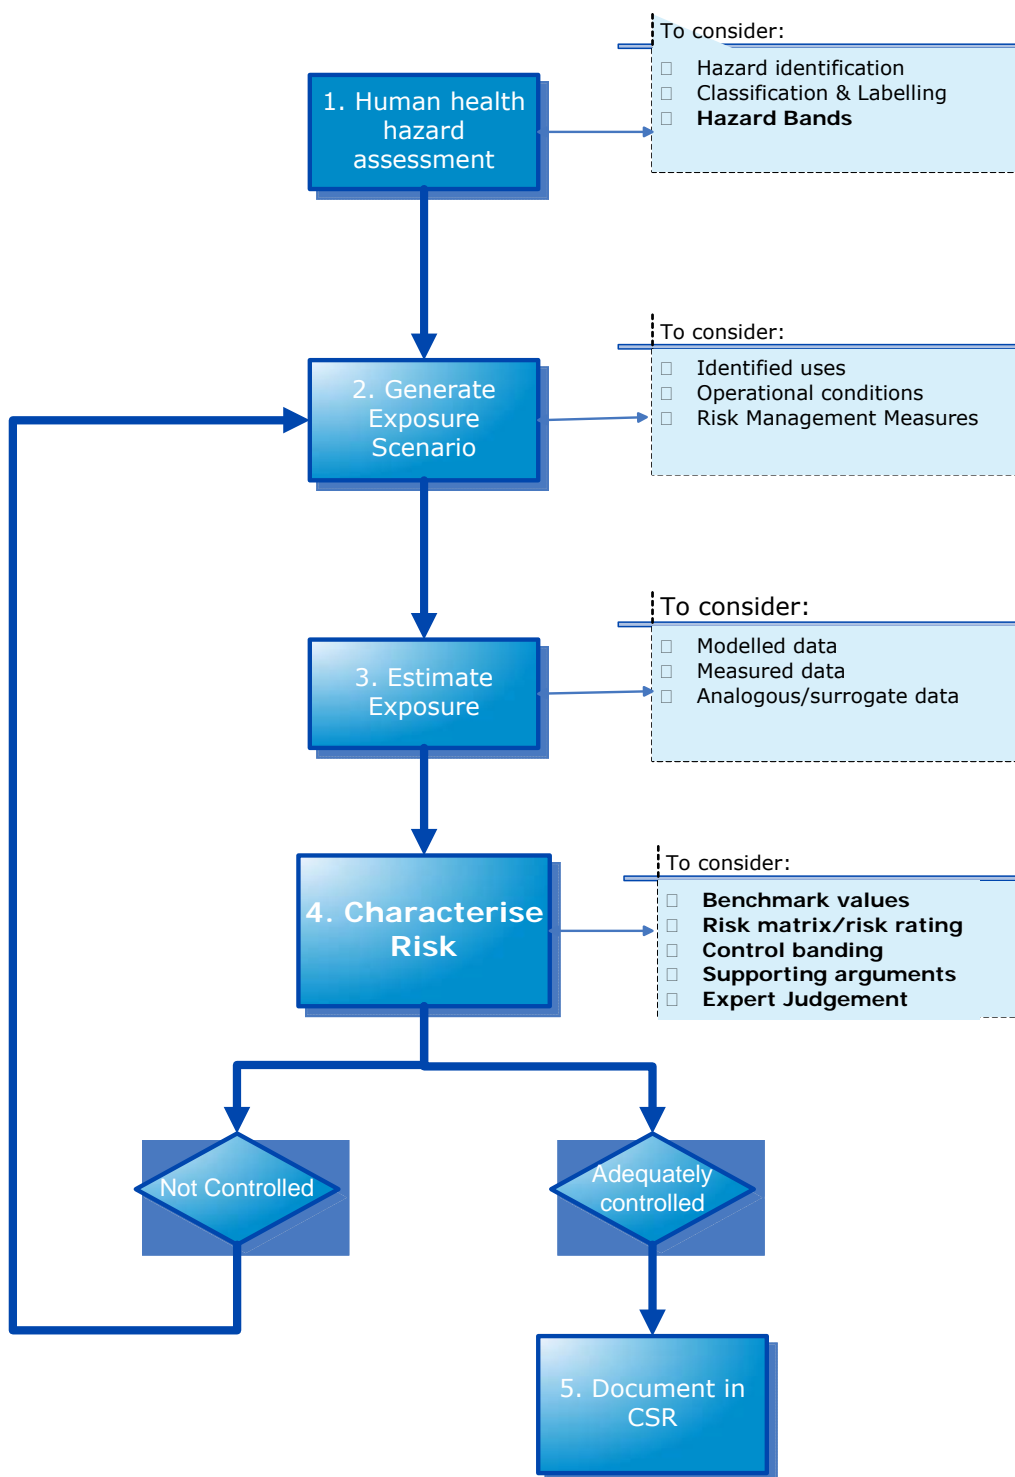 To consider:
Hazard identification
Classification & Labelling
Hazard Bands
1. Human health
hazard
assessment
To consider:
Identified uses
Operational conditions
Risk Management Measures
2. Generate
Exposure
Scenario
To consider:
Modelled data
Measured data
Analogous/surrogate data
3. Estimate
Exposure
To consider:
Benchmark values
Risk matrix/risk rating
Control banding
Supporting arguments
Expert Judgement
4. Characterise
Risk
Not Controlled
Adequately
controlled
5. Document in
CSR